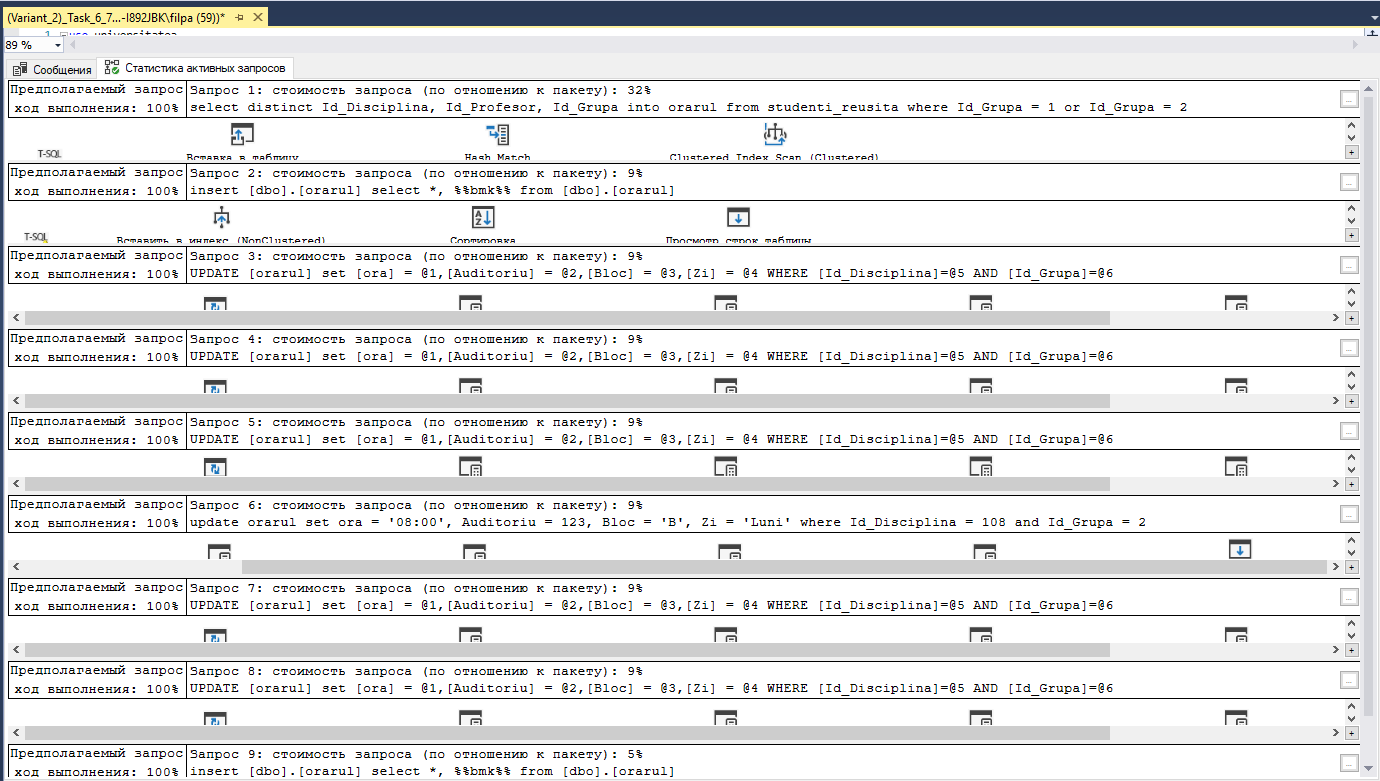 (Variant_2)_Task_6_7...-I892JBK\filpa (59))*
1 use universitatea
89 %
Сообщения
Статистика активных запросов
Предполагаемый запрос
ход выполнения: 100%
Запрос 1: стоимость запроса (по отношению к пакету): 32%
select distinct Id_Disciplina, Id_Profesor, Id_Grupa into orarul from studenti_reusita where Id_Grupa = 1 or Id_Grupa = 2
T-SQL
Вставка в таблицу
Hash Match
Clustered Index Scan (Clustered)
Предполагаемый запрос
ход выполнения: 100%
Запрос 2: стоимость запроса (по отношению к пакету): 9%
insert [dbo].[orarul] select *, %%bmk%% from [dbo].[orarul]
T-SQL
Вставить в индекс (NonClustered)
Сортировка
Просмотр строк таблицы
Предполагаемый запрос
ход выполнения: 100%
Запрос 3: стоимость запроса (по отношению к пакету): 9%
UPDATE [orarul] set [ora] = @1,[Auditoriu] = @2,[Bloc] = @3,[Zi] = @4 WHERE [Id_Disciplina]=@5 AND [Id_Grupa]=@6
Предполагаемый запрос
ход выполнения: 100%
Запрос 4: стоимость запроса (по отношению к пакету): 9%
UPDATE [orarul] set [ora] = @1,[Auditoriu] = @2,[Bloc] = @3,[Zi] = @4 WHERE [Id_Disciplina]=@5 AND [Id_Grupa]=@6
Предполагаемый запрос
ход выполнения: 100%
Запрос 5: стоимость запроса (по отношению к пакету): 9%
UPDATE [orarul] set [ora] = @1,[Auditoriu] = @2,[Bloc] = @3,[Zi] = @4 WHERE [Id_Disciplina]=@5 AND [Id_Grupa]=@6
Предполагаемый запрос
ход выполнения: 100%
Запрос 6: стоимость запроса (по отношению к пакету): 9%
update orarul set ora = '08:00', Auditoriu = 123, Bloc = 'B', Zi = 'Luni' where Id_Disciplina = 108 and Id_Grupa = 2
Предполагаемый запрос
ход выполнения: 100%
Запрос 7: стоимость запроса (по отношению к пакету): 9%
UPDATE [orarul] set [ora] = @1,[Auditoriu] = @2,[Bloc] = @3,[Zi] = @4 WHERE [Id_Disciplina]=@5 AND [Id_Grupa]=@6
Предполагаемый запрос
ход выполнения: 100%
Запрос 8: стоимость запроса (по отношению к пакету): 9%
UPDATE [orarul] set [ora] = @1,[Auditoriu] = @2,[Bloc] = @3,[Zi] = @4 WHERE [Id_Disciplina]=@5 AND [Id_Grupa]=@6
Предполагаемый запрос
ход выполнения: 100%
Запрос 9: стоимость запроса (по отношению к пакету): 5%
insert [dbo].[orarul] select *, %%bmk%% from [dbo].[orarul]